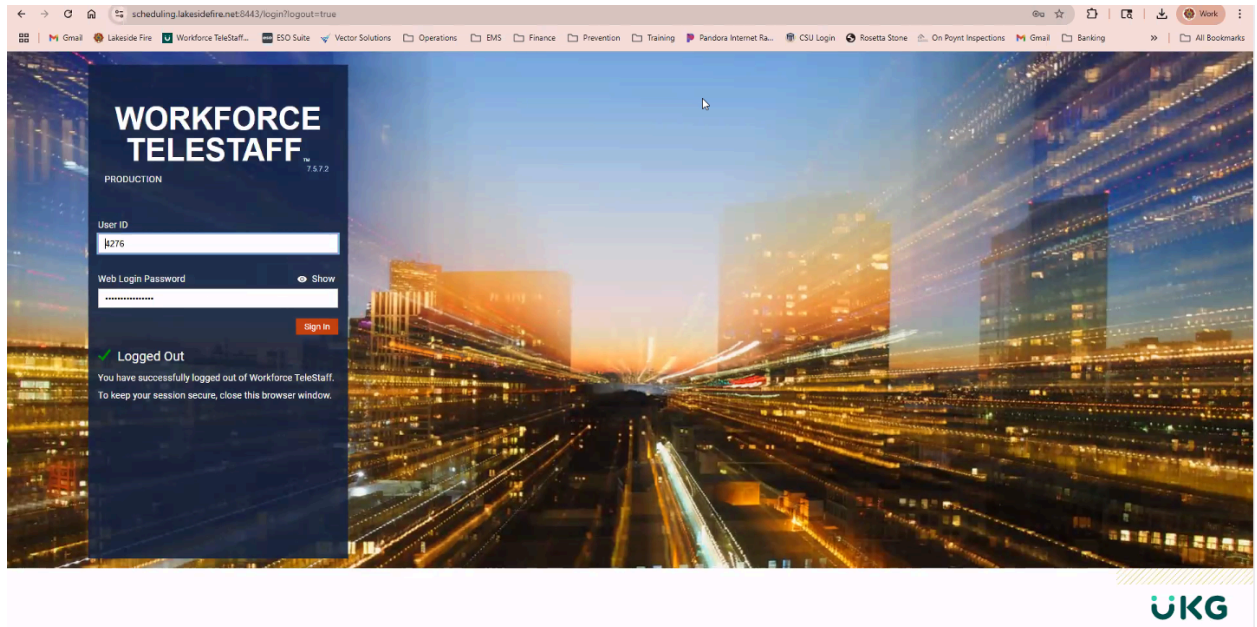 scheduling.lakesidefire.net:8443/login?logout=true
Work
Gmail Lakeside Fire Workforce TeleStaff... ESO Suite Vector Solutions Operations EMS Finance Prevention Training Pandora Internet Ra... CSU Login Rosetta Stone On Poynt Inspections Gmail Banking » All Bookmarks
WORKFORCE
TELESTAFF™
7.5.7.2
PRODUCTION
User ID
4276
Web Login Password Show
Sign In
Logged Out
You have successfully logged out of Workforce TeleStaff.
To keep your session secure, close this browser window.
UKG